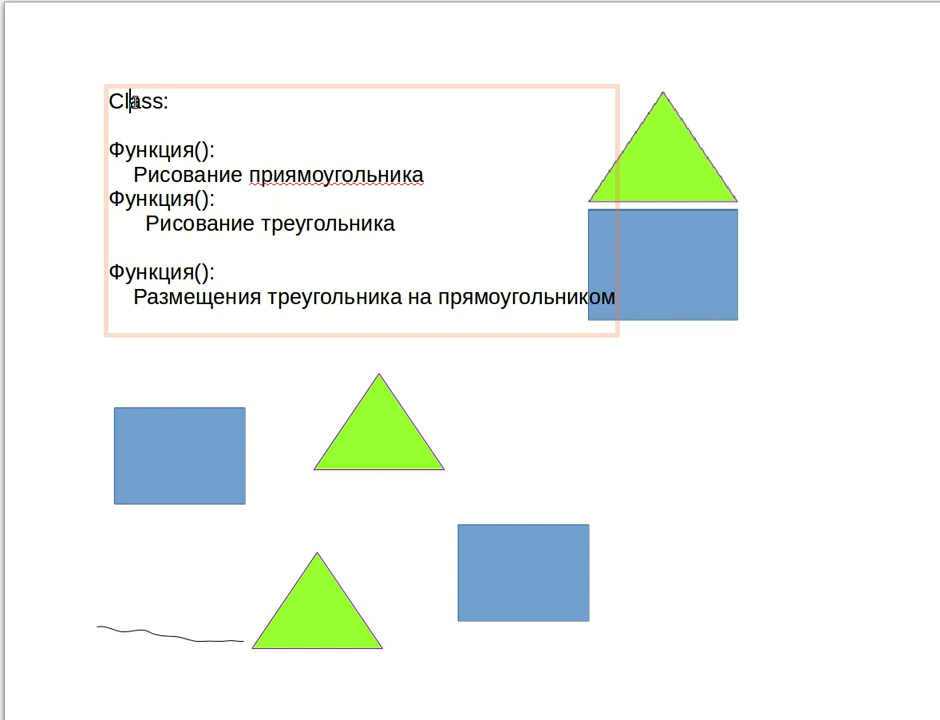 Class:
Функция():
Рисование приямоугольника
Функция():
Рисование треугольника
Функция():
Размещения треугольника на прямоугольником